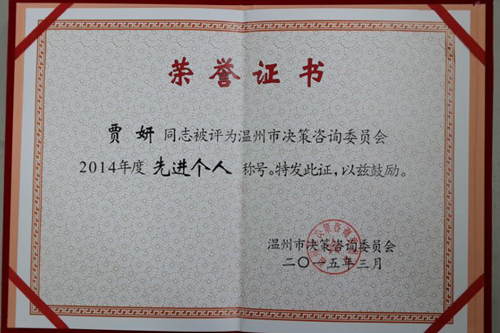 荣誉证书
贾妍同志被评为温州市决策咨询委员会
2014年度先进个人称号。特发此证,以兹鼓励。
温州市决策咨询委员会
二〇一五年三月